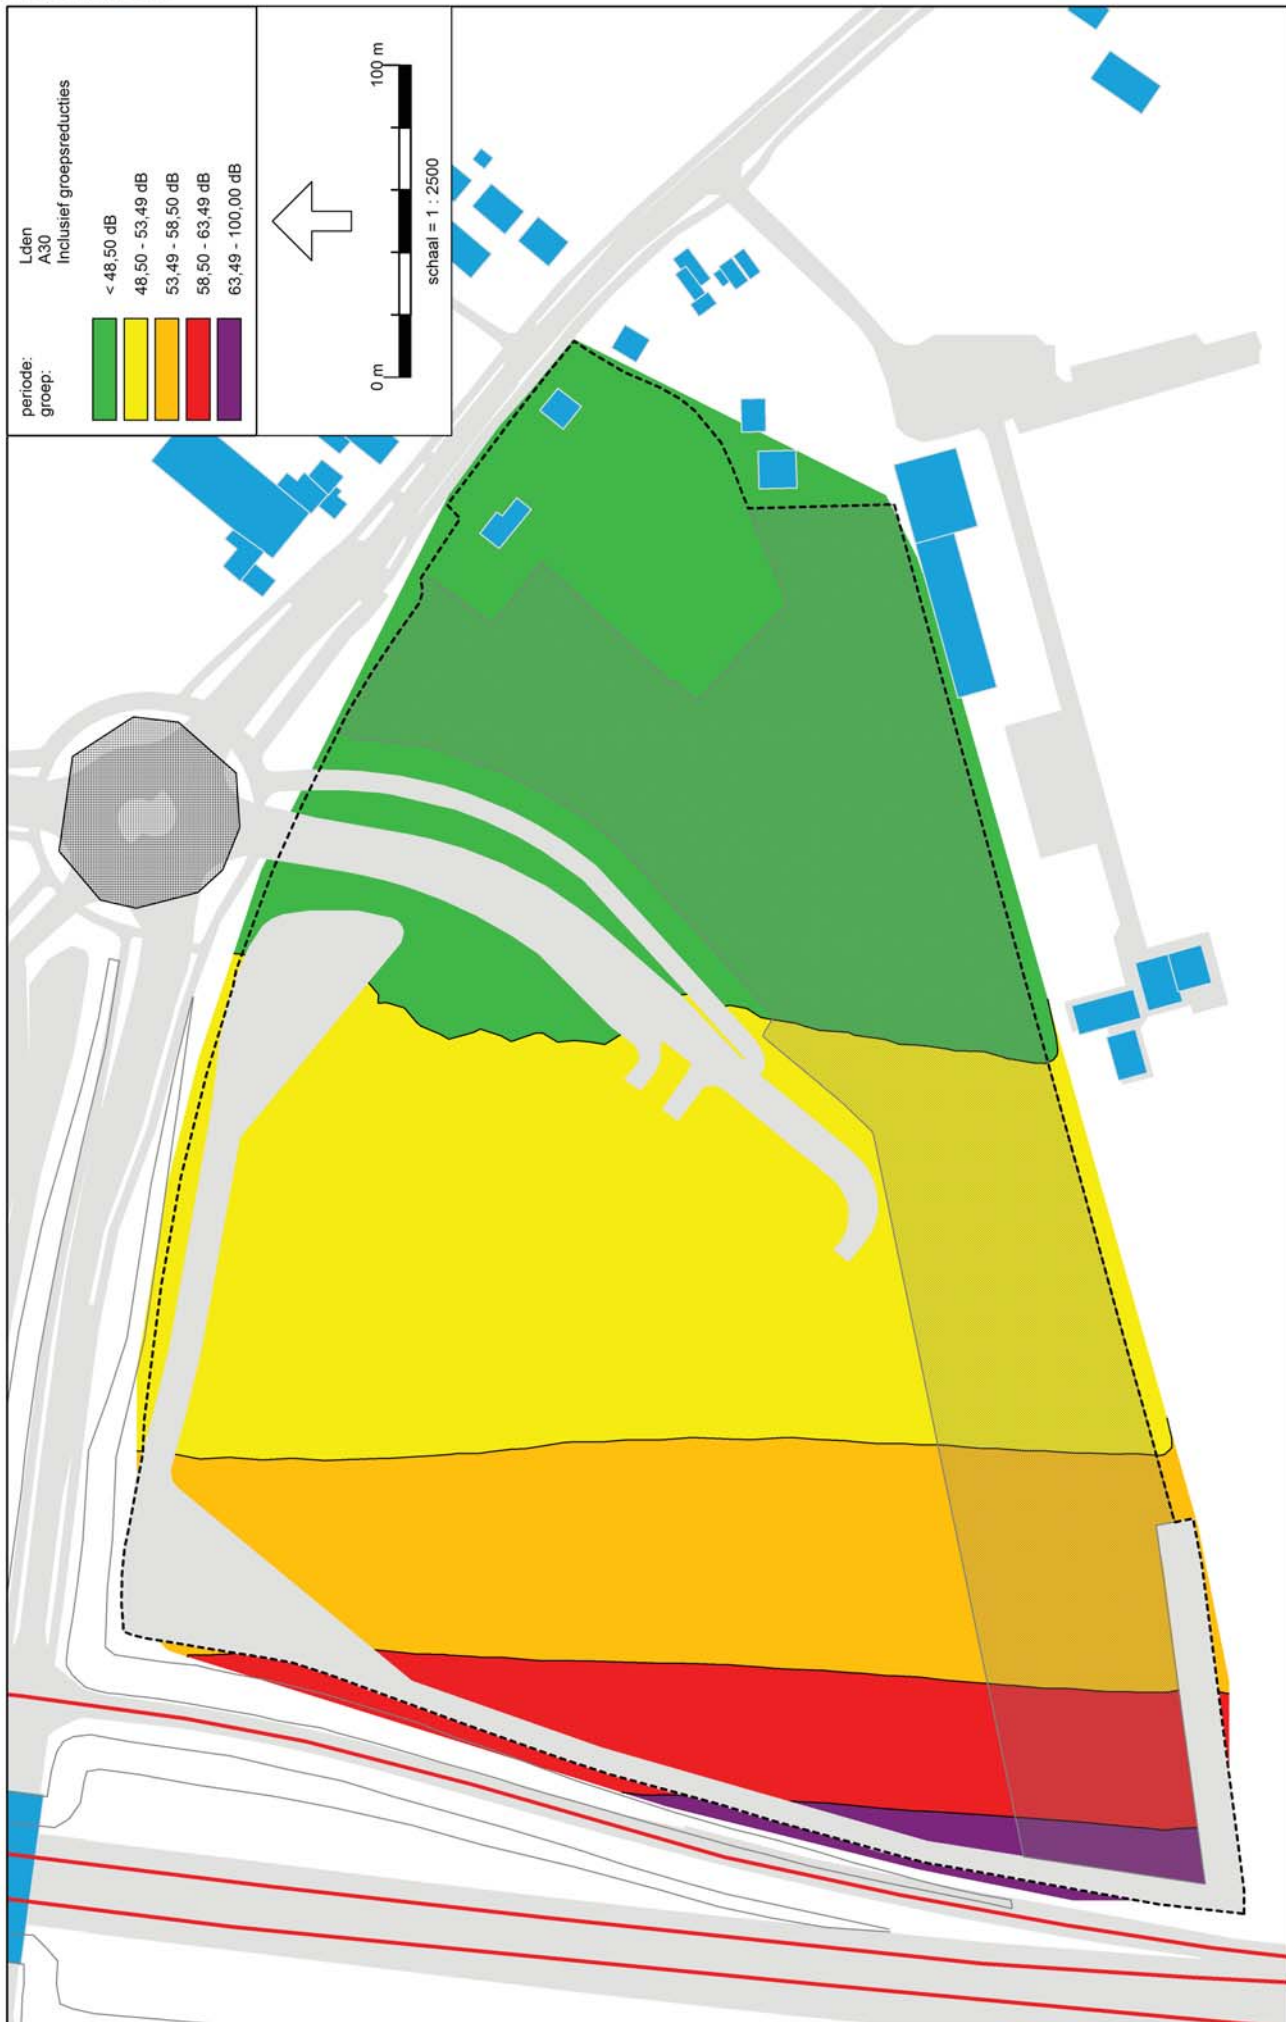 periode: Lden
groep: A30
Inclusief groepsreducties
< 48,50 dB
48,50 - 53,49 dB
53,49 - 58,50 dB
58,50 - 63,49 dB
63,49 - 100,00 dB
0 m 100 m
schaal = 1 : 2500